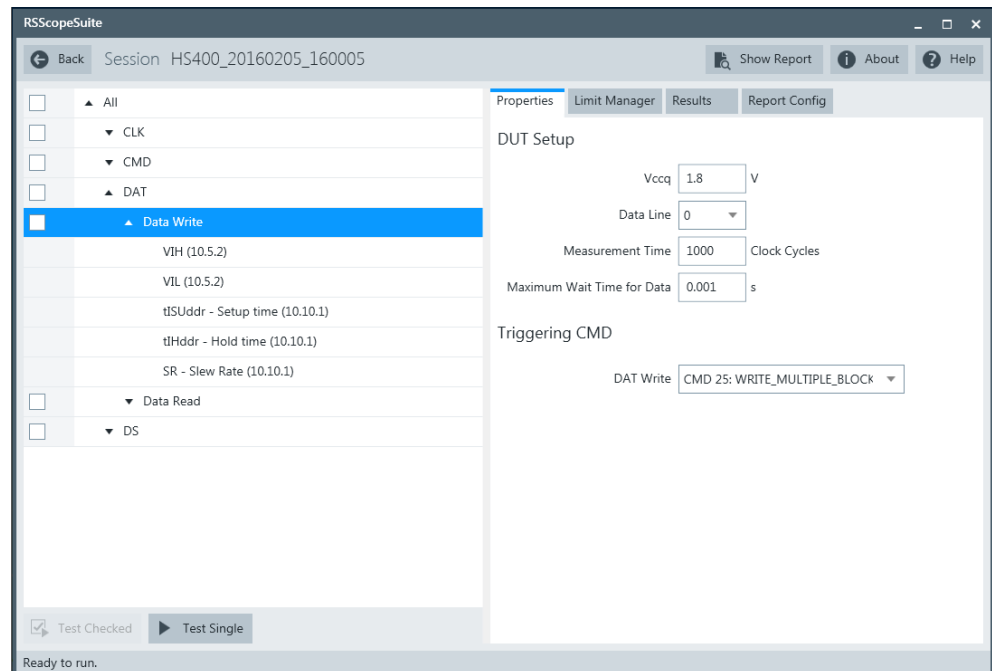 RSScopeSuite
Back Session HS400_20160205_160005 Show Report About Help
All
CLK
CMD
DAT
Data Write
VIH (10.5.2)
VIL (10.5.2)
tISUddr - Setup time (10.10.1)
tIHddr - Hold time (10.10.1)
SR - Slew Rate (10.10.1)
Data Read
DS
Test Checked Test Single
Properties Limit Manager Results Report Config
DUT Setup
Vccq 1.8 V
Data Line 0
Measurement Time 1000 Clock Cycles
Maximum Wait Time for Data 0.001 s
Triggering CMD
DAT Write CMD 25: WRITE_MULTIPLE_BLOCK
Ready to run.